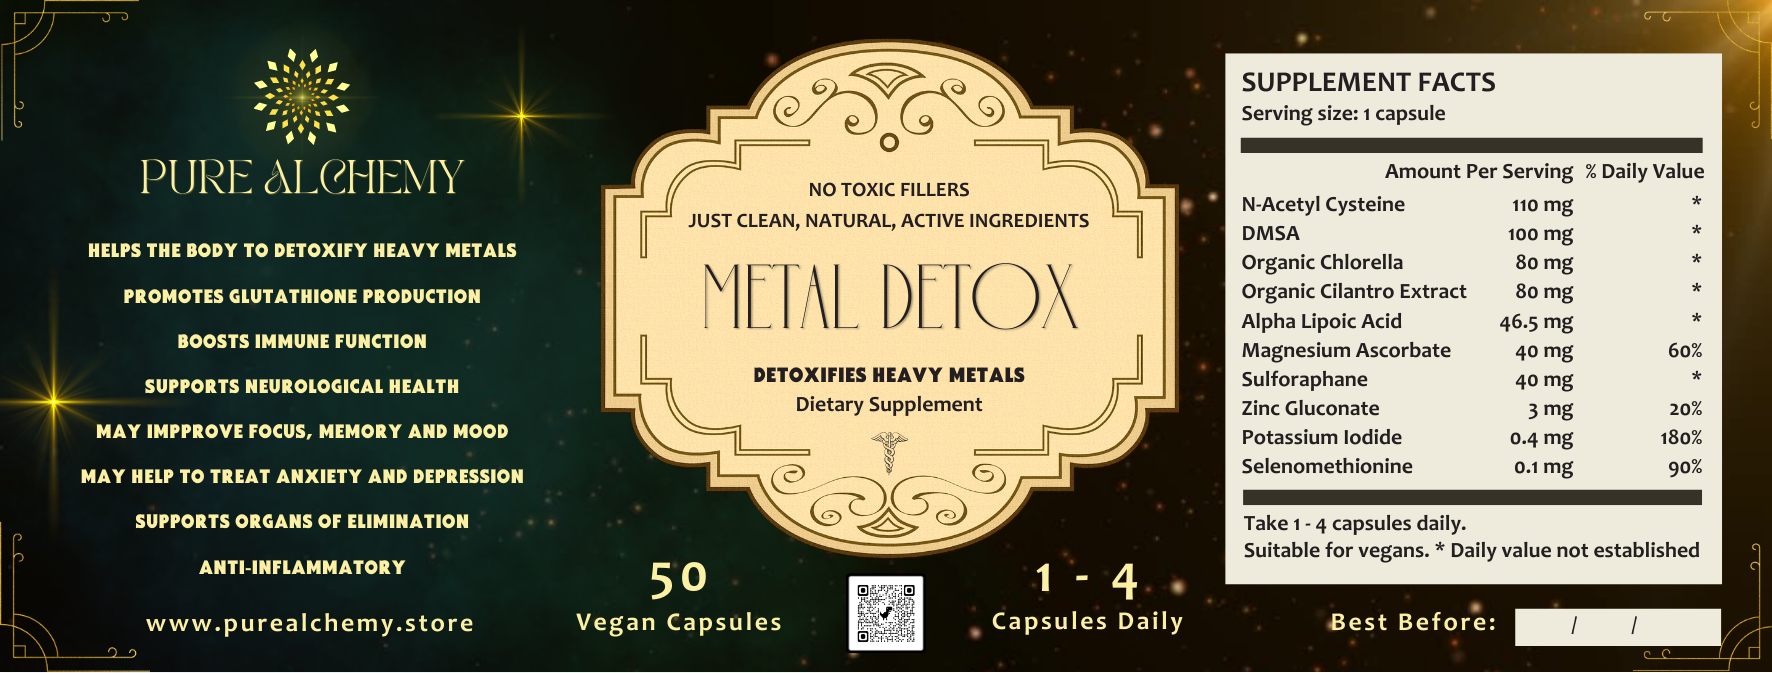 PURE ALCHEMY
HELPS THE BODY TO DETOXIFY HEAVY METALS
PROMOTES GLUTATHIONE PRODUCTION
BOOSTS IMMUNE FUNCTION
SUPPORTS NEUROLOGICAL HEALTH
MAY IMPPROVE FOCUS, MEMORY AND MOOD
MAY HELP TO TREAT ANXIETY AND DEPRESSION
SUPPORTS ORGANS OF ELIMINATION
ANTI-INFLAMMATORY
www.purealchemy.store
NO TOXIC FILLERS
JUST CLEAN, NATURAL, ACTIVE INGREDIENTS
METAL DETOX
DETOXIFIES HEAVY METALS
Dietary Supplement
50
Vegan Capsules
1 - 4
Capsules Daily
SUPPLEMENT FACTS
Serving size: 1 capsule
Amount Per Serving % Daily Value
N-Acetyl Cysteine 110 mg *
DMSA 100 mg *
Organic Chlorella 80 mg *
Organic Cilantro Extract 80 mg *
Alpha Lipoic Acid 46.5 mg *
Magnesium Ascorbate 40 mg 60%
Sulforaphane 40 mg *
Zinc Gluconate 3 mg 20%
Potassium Iodide 0.4 mg 180%
Selenomethionine 0.1 mg 90%
Take 1 - 4 capsules daily.
Suitable for vegans. * Daily value not established
Best Before: / /